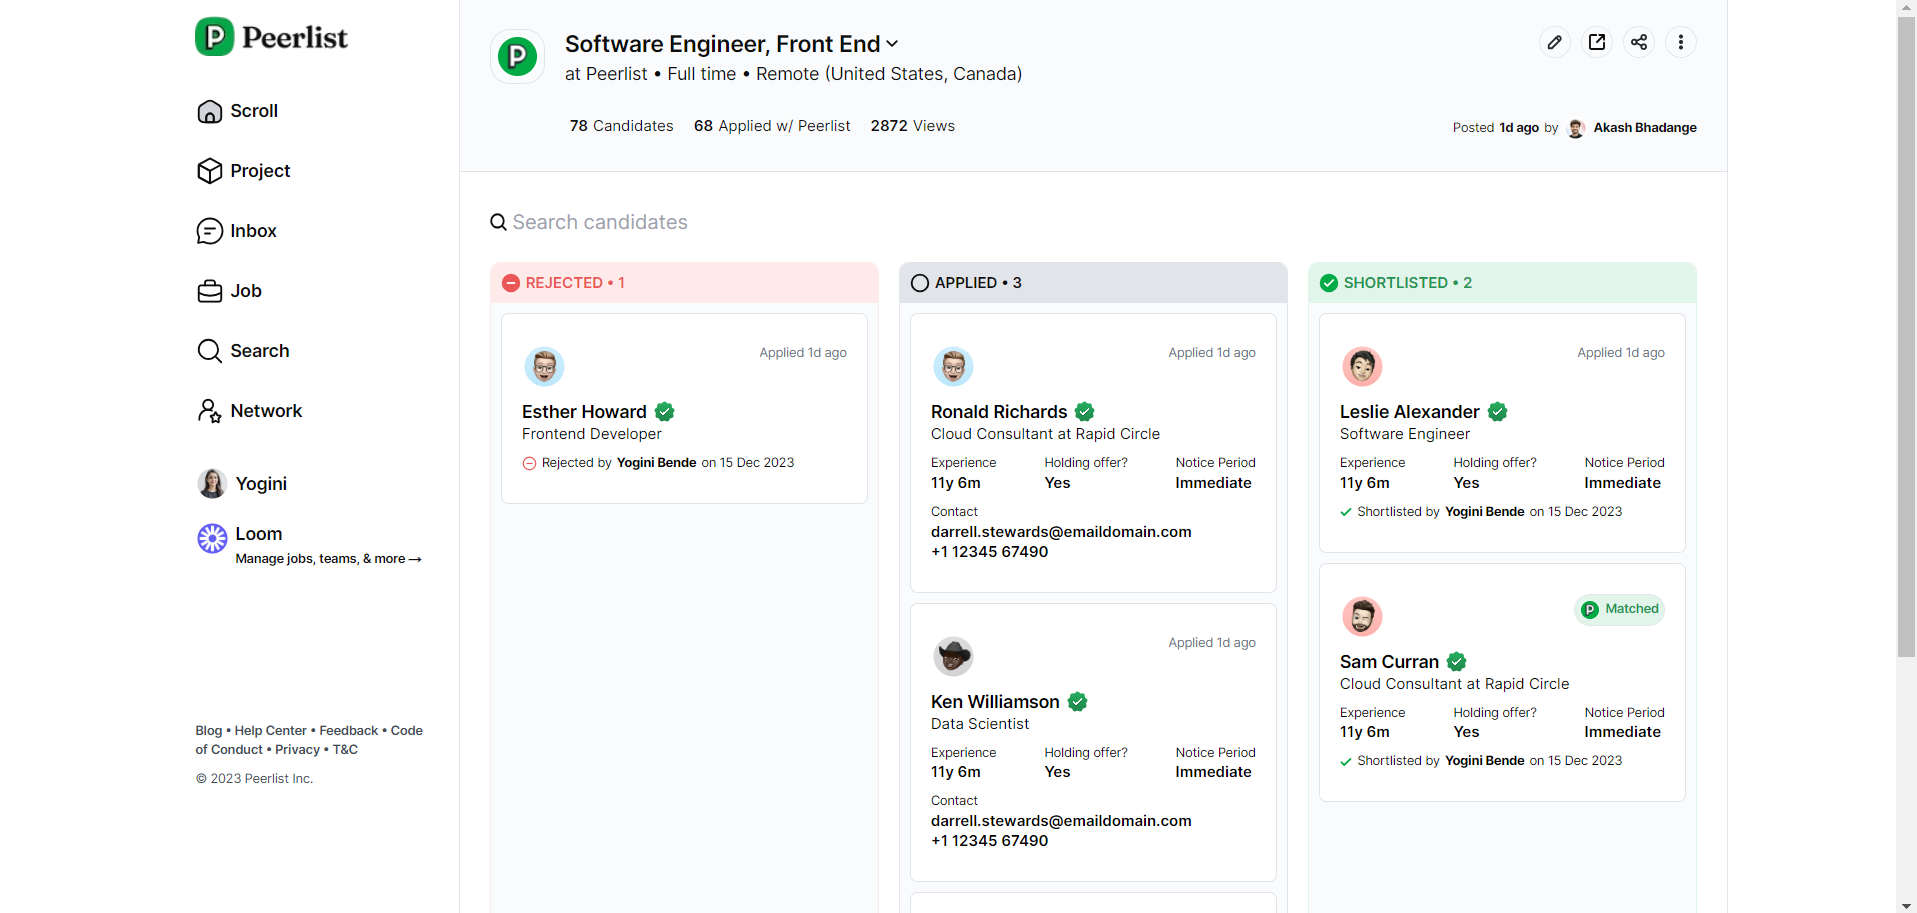 Peerlist
Scroll
Project
Inbox
Job
Search
Network
Yogini
Loom
Manage jobs, teams, & more →
Blog • Help Center • Feedback • Code
of Conduct • Privacy • T&C
© 2023 Peerlist Inc.
Software Engineer, Front End
at Peerlist • Full time • Remote (United States, Canada)
78 Candidates 68 Applied w/ Peerlist 2872 Views
Posted 1d ago by Akash Bhadange
Search candidates
REJECTED • 1
Applied 1d ago
Esther Howard
Frontend Developer
Rejected by Yogini Bende on 15 Dec 2023
APPLIED • 3
Applied 1d ago
Ronald Richards
Cloud Consultant at Rapid Circle
Experience Holding offer? Notice Period
11y 6m Yes Immediate
Contact
darrell.stewards@emaildomain.com
+1 12345 67490
Applied 1d ago
Ken Williamson
Data Scientist
Experience Holding offer? Notice Period
11y 6m Yes Immediate
Contact
darrell.stewards@emaildomain.com
+1 12345 67490
SHORTLISTED • 2
Applied 1d ago
Leslie Alexander
Software Engineer
Experience Holding offer? Notice Period
11y 6m Yes Immediate
Shortlisted by Yogini Bende on 15 Dec 2023
Matched
Sam Curran
Cloud Consultant at Rapid Circle
Experience Holding offer? Notice Period
11y 6m Yes Immediate
Shortlisted by Yogini Bende on 15 Dec 2023